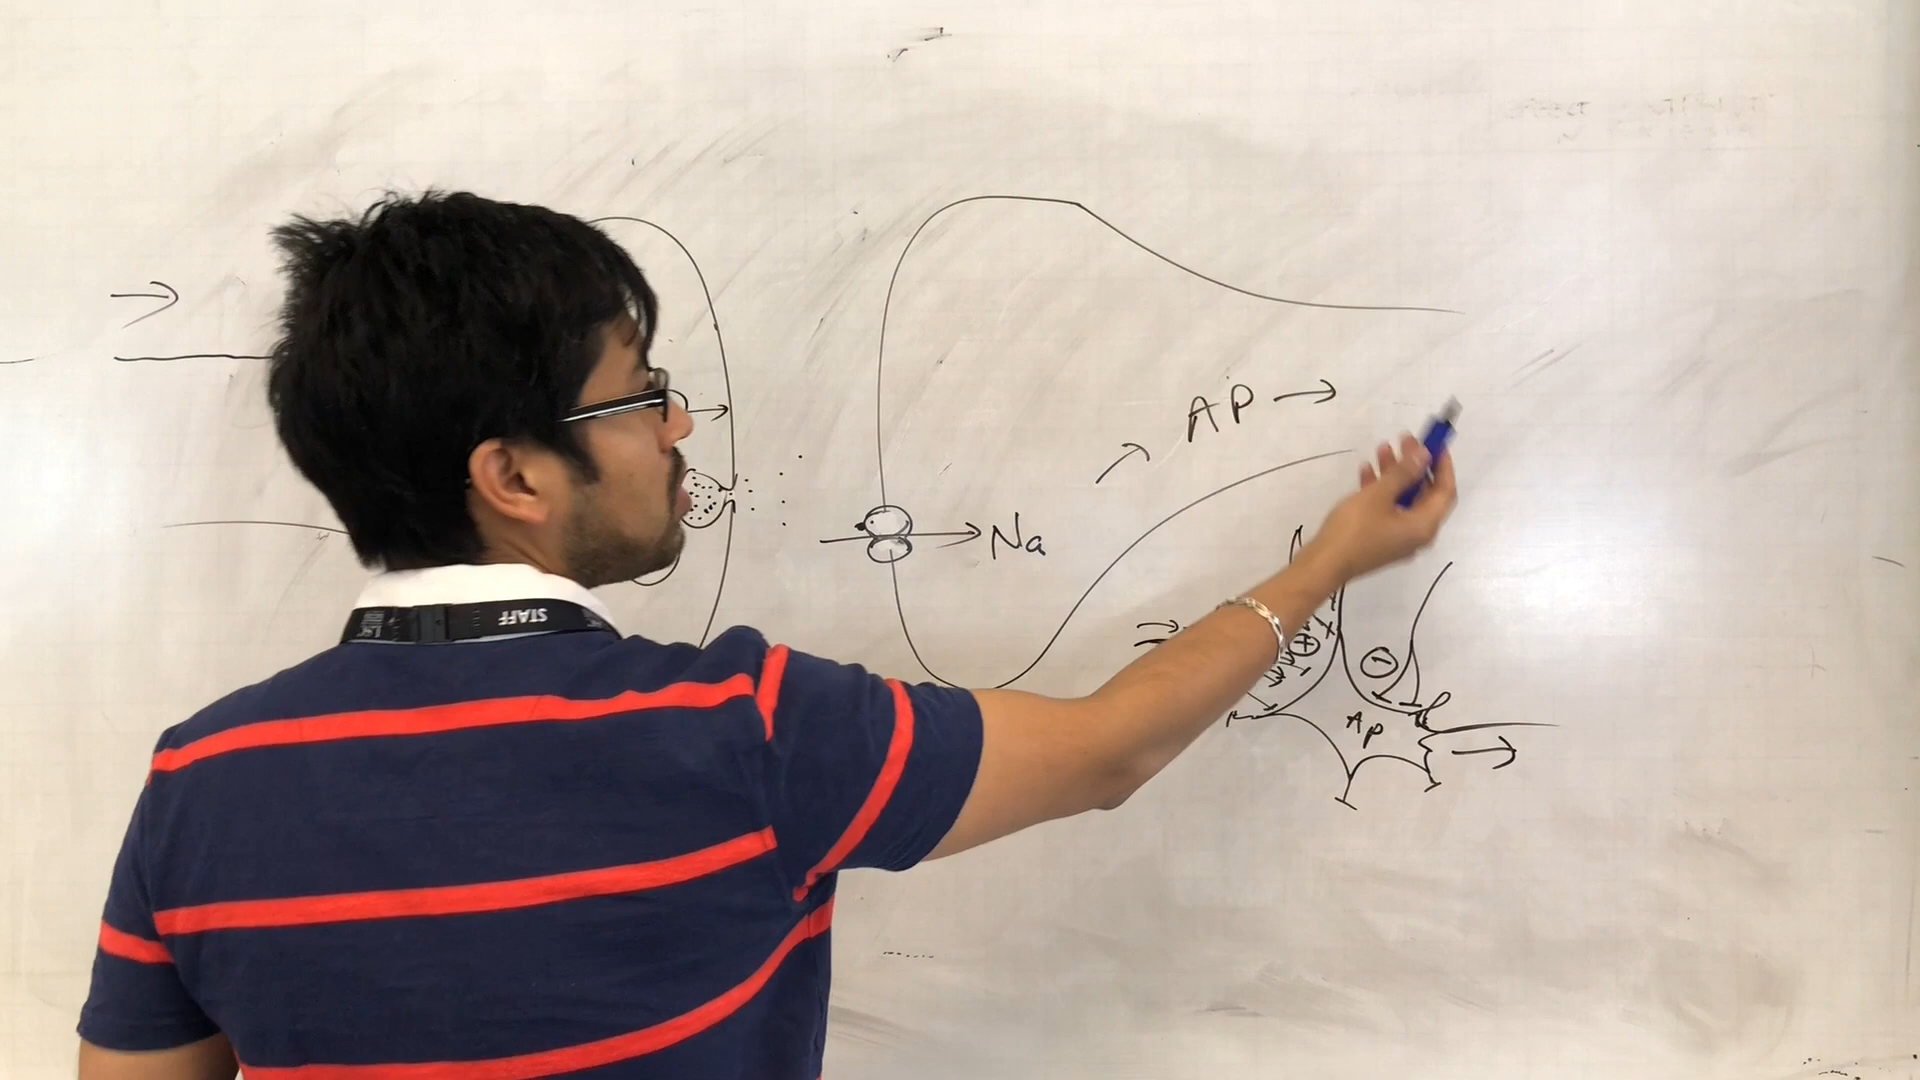 AP →
→ Na
STAFF
+
-
AP →